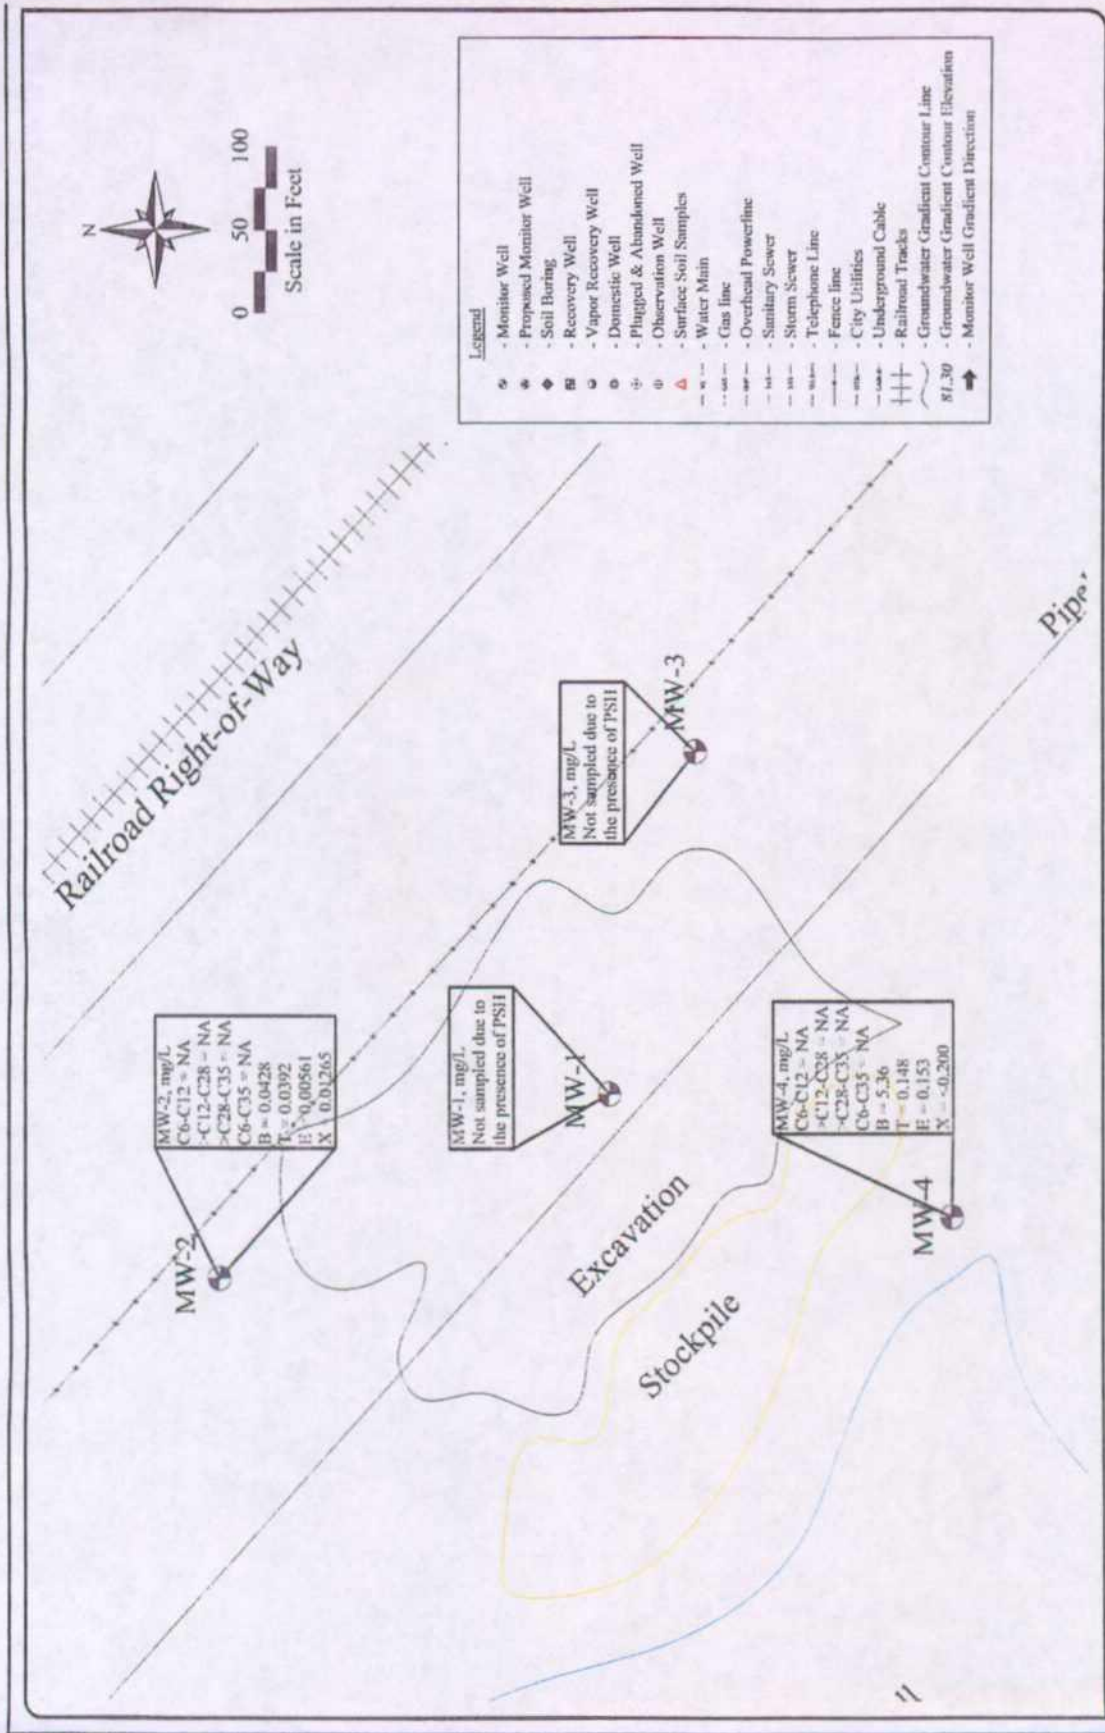 N
0 50 100
Scale in Feet
Legend
- Monitor Well
- Proposed Monitor Well
- Soil Boring
- Recovery Well
- Vapor Recovery Well
- Domestic Well
- Plugged & Abandoned Well
- Observation Well
- Surface Soil Samples
- Water Main
- Gas line
- Overhead Powerline
- Sanitary Sewer
- Storm Sewer
- Telephone Line
- Fence line
- City Utilities
- Underground Cable
- Railroad Tracks
- Groundwater Gradient Contour Line
81.30 - Groundwater Gradient Contour Elevation
- Monitor Well Gradient Direction
Railroad Right-of-Way
MW-2
MW-2, mg/L
C6-C12 = NA
>C12-C28 = NA
>C28-C35 = NA
C6-C35 = NA
B = 0.0428
T = 0.0392
E = 0.00561
X = 0.01265
MW-1, mg/L
Not sampled due to
the presence of PSH
MW-1
MW-3, mg/L
Not sampled due to
the presence of PSH
MW-3
Excavation
Stockpile
MW-4, mg/L
C6-C12 = NA
>C12-C28 = NA
>C28-C35 = NA
C6-C35 = NA
B = 5.36
T = 0.148
E = 0.153
X = <0.200
MW-4